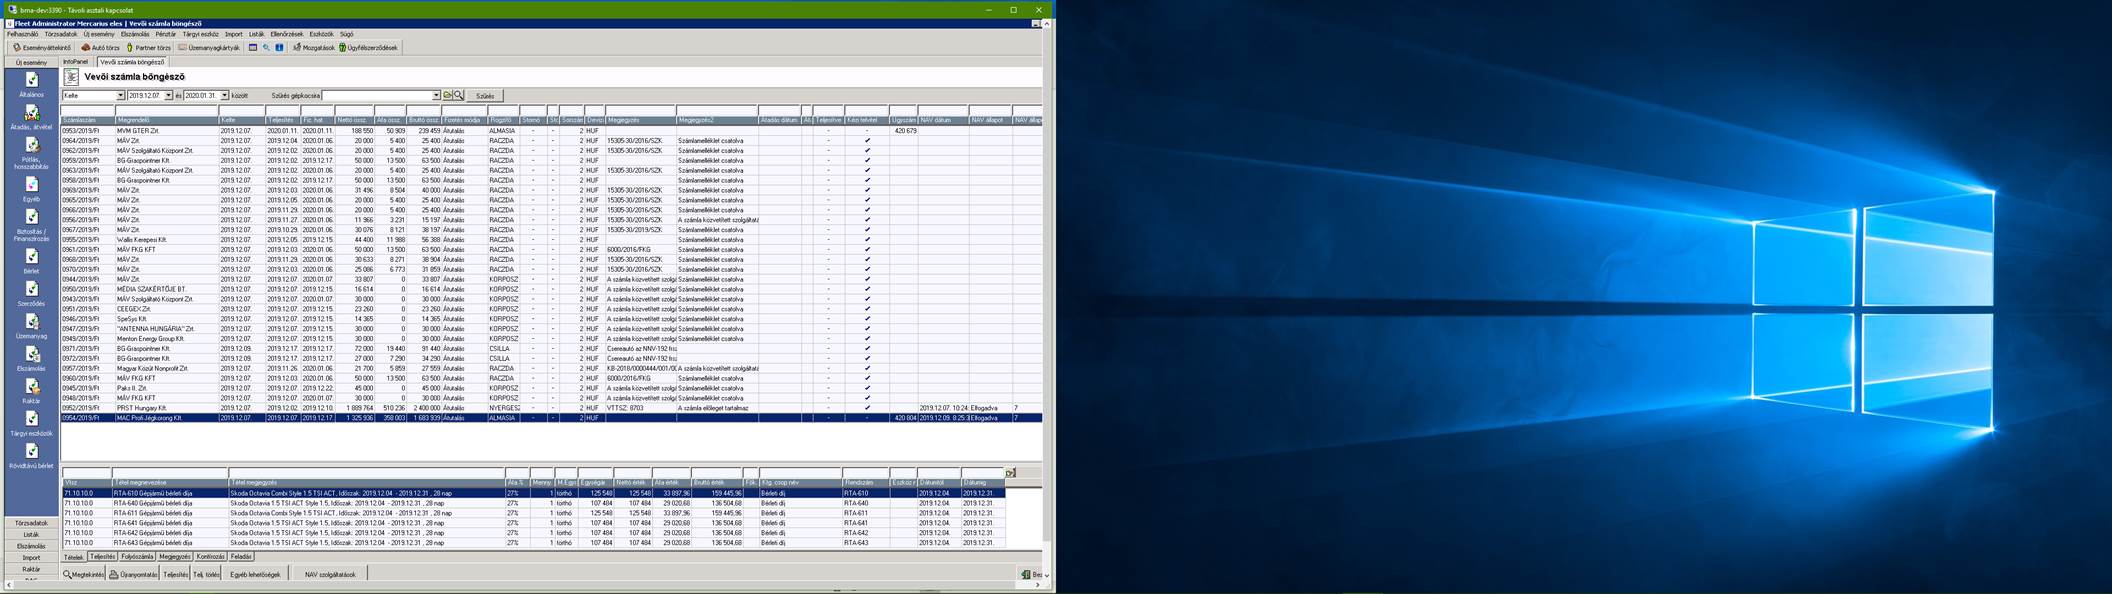 bma-dev:3390 - Távoli asztali kapcsolat
Fleet Administrator Mercarius eles | Vevői számla böngésző
Felhasználó Törzsadatok Új esemény Elszámolás Pénztár Tárgyi eszköz Import Listák Ellenőrzések Eszközök Súgó
Eseményáttekintő Autó törzs Partner törzs Üzemanyagkártyák Mozgatások Ügyfélszerződések
Új esemény InfoPanel Vevői számla böngésző
Vevői számla böngésző
Kelte 2019.12.07. és 2020.01.31. között Szűrés gépkocsira Szűrés
Általános
Átadás, átvétel
Pótlás, hosszabbítás
Egyéb
Biztosítás / Finanszírozás
Bérlet
Szerződés
Üzemanyag
Elszámolás
Raktár
Tárgyi eszközök
Rövidtávú bérlet
Törzsadatok
Listák
Elszámolás
Import
Raktár
Számlaszám Megrendelő Kelte Teljesítés Fiz. hat. Nettó össz. Áfa össz. Bruttó össz. Fizetés módja Rögzítő Stornó Megjegyzés Megjegyzés2 Átadás dátum Teljesítve Kézi felvitel Ügyszám NAV dátum NAV állapot
0953/2019/Ft MVM GTER Zrt. 2019.12.07. 2020.01.11. 2020.01.11. 188 550 50 909 239 459 Átutalás ALMASIA - - 2 HUF - - 420 679
0964/2019/Ft MÁV Zrt. 2019.12.07. 2019.12.04. 2020.01.06. 20 000 5 400 25 400 Átutalás RACZDA - - 2 HUF 15305-30/2016/SZK Számlamelléklet csatolva - ✔
0962/2019/Ft MÁV Szolgáltató Központ Zrt. 2019.12.07. 2019.12.02. 2020.01.06. 20 000 5 400 25 400 Átutalás RACZDA - - 2 HUF 15305-30/2016/SZK Számlamelléklet csatolva - ✔
0959/2019/Ft BG-Graspointner Kft. 2019.12.07. 2019.12.02. 2019.12.17. 50 000 13 500 63 500 Átutalás RACZDA - - 2 HUF Számlamelléklet csatolva - ✔
0963/2019/Ft MÁV Szolgáltató Központ Zrt. 2019.12.07. 2019.12.02. 2020.01.06. 20 000 5 400 25 400 Átutalás RACZDA - - 2 HUF 15305-30/2016/SZK Számlamelléklet csatolva - ✔
0958/2019/Ft BG-Graspointner Kft. 2019.12.07. 2019.12.02. 2019.12.17. 50 000 13 500 63 500 Átutalás RACZDA - - 2 HUF Számlamelléklet csatolva - ✔
0969/2019/Ft MÁV Zrt. 2019.12.07. 2019.12.03. 2020.01.06. 31 496 8 504 40 000 Átutalás RACZDA - - 2 HUF 15305-30/2016/SZK Számlamelléklet csatolva - ✔
0965/2019/Ft MÁV Zrt. 2019.12.07. 2019.12.05. 2020.01.06. 20 000 5 400 25 400 Átutalás RACZDA - - 2 HUF 15305-30/2016/SZK Számlamelléklet csatolva - ✔
0966/2019/Ft MÁV Zrt. 2019.12.07. 2019.11.29. 2020.01.06. 20 000 5 400 25 400 Átutalás RACZDA - - 2 HUF 15305-30/2016/SZK Számlamelléklet csatolva - ✔
0956/2019/Ft MÁV Zrt. 2019.12.07. 2019.11.27. 2020.01.06. 11 966 3 231 15 197 Átutalás RACZDA - - 2 HUF 15305-30/2016/SZK A számla közvetített szolgáltatá - ✔
0967/2019/Ft MÁV Zrt. 2019.12.07. 2019.10.29. 2020.01.06. 30 076 8 121 38 197 Átutalás RACZDA - - 2 HUF 15305-30/2019/SZK Számlamelléklet csatolva - ✔
0955/2019/Ft Wallis Kerepesi Kft. 2019.12.07. 2019.12.05. 2019.12.15. 44 400 11 988 56 388 Átutalás RACZDA - - 2 HUF Számlamelléklet csatolva - ✔
0961/2019/Ft MÁV FKG KFT 2019.12.07. 2019.12.03. 2020.01.06. 50 000 13 500 63 500 Átutalás RACZDA - - 2 HUF 6000/2016/FKG Számlamelléklet csatolva - ✔
0968/2019/Ft MÁV Zrt. 2019.12.07. 2019.11.29. 2020.01.06. 30 633 8 271 38 904 Átutalás RACZDA - - 2 HUF 15305-30/2016/SZK Számlamelléklet csatolva - ✔
0970/2019/Ft MÁV Zrt. 2019.12.07. 2019.12.03. 2020.01.06. 25 086 6 773 31 859 Átutalás RACZDA - - 2 HUF 15305-30/2016/SZK Számlamelléklet csatolva - ✔
0944/2019/Ft MÁV Zrt. 2019.12.07. 2019.12.07. 2020.01.07. 33 807 0 33 807 Átutalás KORPOSZ - - 2 HUF A számla közvetített szolgá Számlamelléklet csatolva - ✔
0950/2019/Ft MÉDIA SZAKÉRTŐJE BT. 2019.12.07. 2019.12.07. 2019.12.15. 16 614 0 16 614 Átutalás KORPOSZ - - 2 HUF A számla közvetített szolgá Számlamelléklet csatolva - ✔
0943/2019/Ft MÁV Szolgáltató Központ Zrt. 2019.12.07. 2019.12.07. 2020.01.07. 30 000 0 30 000 Átutalás KORPOSZ - - 2 HUF A számla közvetített szolgá Számlamelléklet csatolva - ✔
0951/2019/Ft CEEGEX Zrt. 2019.12.07. 2019.12.07. 2019.12.15. 23 260 0 23 260 Átutalás KORPOSZ - - 2 HUF A számla közvetített szolgá Számlamelléklet csatolva - ✔
0946/2019/Ft SpeSys Kft. 2019.12.07. 2019.12.07. 2019.12.15. 14 365 0 14 365 Átutalás KORPOSZ - - 2 HUF A számla közvetített szolgá Számlamelléklet csatolva - ✔
0947/2019/Ft "ANTENNA HUNGÁRIA" Zrt. 2019.12.07. 2019.12.07. 2019.12.15. 30 000 0 30 000 Átutalás KORPOSZ - - 2 HUF A számla közvetített szolgá Számlamelléklet csatolva - ✔
0949/2019/Ft Menton Energy Group Kft. 2019.12.07. 2019.12.07. 2019.12.15. 30 000 0 30 000 Átutalás KORPOSZ - - 2 HUF A számla közvetített szolgá Számlamelléklet csatolva - ✔
0971/2019/Ft BG-Graspointner Kft. 2019.12.09. 2019.12.17. 2019.12.17. 72 000 19 440 91 440 Átutalás CSILLA - - 2 HUF Csereautó az NNV-192 frsz - ✔
0972/2019/Ft BG-Graspointner Kft. 2019.12.09. 2019.12.17. 2019.12.17. 27 000 7 290 34 290 Átutalás CSILLA - - 2 HUF Csereautó az NNV-192 frsz - ✔
0957/2019/Ft Magyar Közút Nonprofit Zrt. 2019.12.07. 2019.11.26. 2020.01.06. 21 700 5 859 27 559 Átutalás RACZDA - - 2 HUF KB-2018/0000444/001/00 A számla közvetített szolgáltatá - ✔
0960/2019/Ft MÁV FKG KFT 2019.12.07. 2019.12.03. 2020.01.06. 50 000 13 500 63 500 Átutalás RACZDA - - 2 HUF 6000/2016/FKG Számlamelléklet csatolva - ✔
0945/2019/Ft Paks II. Zrt. 2019.12.07. 2019.12.07. 2019.12.22. 45 000 0 45 000 Átutalás KORPOSZ - - 2 HUF A számla közvetített szolgá Számlamelléklet csatolva - ✔
0948/2019/Ft MÁV FKG KFT 2019.12.07. 2019.12.07. 2020.01.07. 30 000 0 30 000 Átutalás KORPOSZ - - 2 HUF A számla közvetített szolgá Számlamelléklet csatolva - ✔
0952/2019/Ft PRST Hungary Kft. 2019.12.07. 2019.12.02. 2019.12.10. 1 889 764 510 236 2 400 000 Átutalás NYERGES - - 2 HUF VTTSZ: 8703 A számla előleget tartalmaz - ✔ 2019.12.07. 10:24: Elfogadva 7
0954/2019/Ft MAC Profi Jégkorong Kft. 2019.12.07. 2019.12.07. 2019.12.17. 1 325 936 358 003 1 683 939 Átutalás ALMASIA - - 2 HUF - - 420 804 2019.12.09. 8:25:3 Elfogadva 7
Vtsz Tétel megnevezése Tétel megjegyzés Áfa % Menny. M.Egys Egységár Nettó érték Áfa érték Bruttó érték Fők. Ktg. csop név Rendszám Eszköz r Dátumtól Dátumig
71.10.10.0 RTA-610 Gépjármű bérleti díja Skoda Octavia Combi Style 1.5 TSI ACT, Időszak: 2019.12.04 - 2019.12.31 , 28 nap 27% 1 törthó 125 548 125 548 33 897,96 159 445,96 Bérleti díj RTA-610 2019.12.04. 2019.12.31.
71.10.10.0 RTA-640 Gépjármű bérleti díja Skoda Octavia 1.5 TSI ACT Style 1.5, Időszak: 2019.12.04 - 2019.12.31 , 28 nap 27% 1 törthó 107 484 107 484 29 020,68 136 504,68 Bérleti díj RTA-640 2019.12.04. 2019.12.31.
71.10.10.0 RTA-611 Gépjármű bérleti díja Skoda Octavia Combi Style 1.5 TSI ACT, Időszak: 2019.12.04 - 2019.12.31 , 28 nap 27% 1 törthó 125 548 125 548 33 897,96 159 445,96 Bérleti díj RTA-611 2019.12.04. 2019.12.31.
71.10.10.0 RTA-641 Gépjármű bérleti díja Skoda Octavia 1.5 TSI ACT Style 1.5, Időszak: 2019.12.04 - 2019.12.31 , 28 nap 27% 1 törthó 107 484 107 484 29 020,68 136 504,68 Bérleti díj RTA-641 2019.12.04. 2019.12.31.
71.10.10.0 RTA-642 Gépjármű bérleti díja Skoda Octavia 1.5 TSI ACT Style 1.5, Időszak: 2019.12.04 - 2019.12.31 , 28 nap 27% 1 törthó 107 484 107 484 29 020,68 136 504,68 Bérleti díj RTA-642 2019.12.04. 2019.12.31.
71.10.10.0 RTA-643 Gépjármű bérleti díja Skoda Octavia 1.5 TSI ACT Style 1.5, Időszak: 2019.12.04 - 2019.12.31 , 28 nap 27% 1 törthó 107 484 107 484 29 020,68 136 504,68 Bérleti díj RTA-643 2019.12.04. 2019.12.31.
Tételek Teljesítés Folyószámla Megjegyzés Kontírozás Feladás
Megtekintés Újranyomtatás Teljesítés Telj. törlés Egyéb lehetőségek NAV szolgáltatások Bez